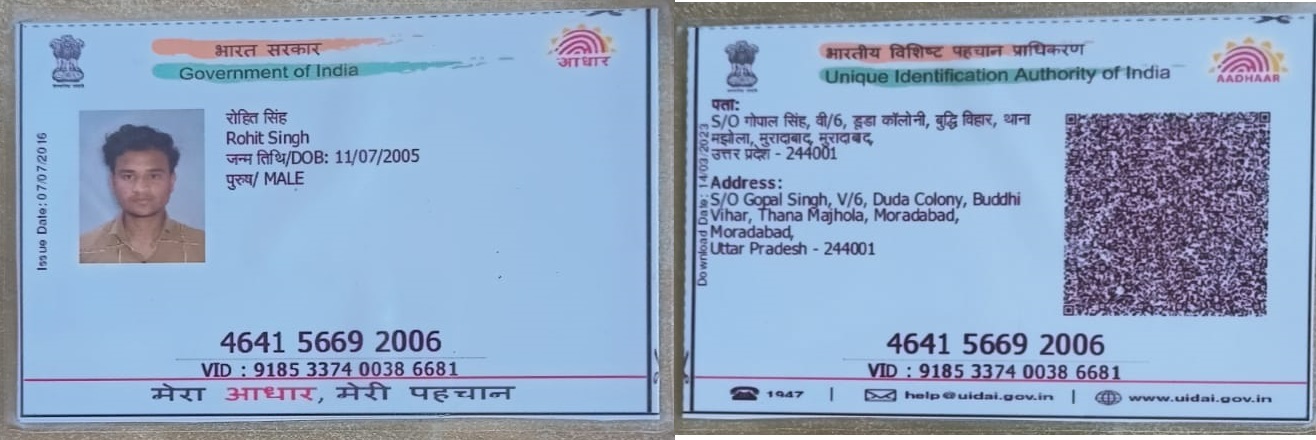 भारत सरकार
Government of India
आधार
Issue Date: 07/07/2016
रोहित सिंह
Rohit Singh
जन्म तिथि/DOB: 11/07/2005
पुरुष/ MALE
4641 5669 2006
VID : 9185 3374 0038 6681
मेरा आधार, मेरी पहचान
भारतीय विशिष्ट पहचान प्राधिकरण
Unique Identification Authority of India
AADHAAR
Download Date: 14/03/2023
पता:
S/O गोपाल सिंह, वी/6, डूडा कॉलोनी, बुद्धि विहार, थाना
मझोला, मुरादाबाद, मुरादाबाद,
उत्तर प्रदेश - 244001
Address:
S/O Gopal Singh, V/6, Duda Colony, Buddhi
Vihar, Thana Majhola, Moradabad,
Moradabad,
Uttar Pradesh - 244001
4641 5669 2006
VID : 9185 3374 0038 6681
1947 | help@uidai.gov.in | www.uidai.gov.in